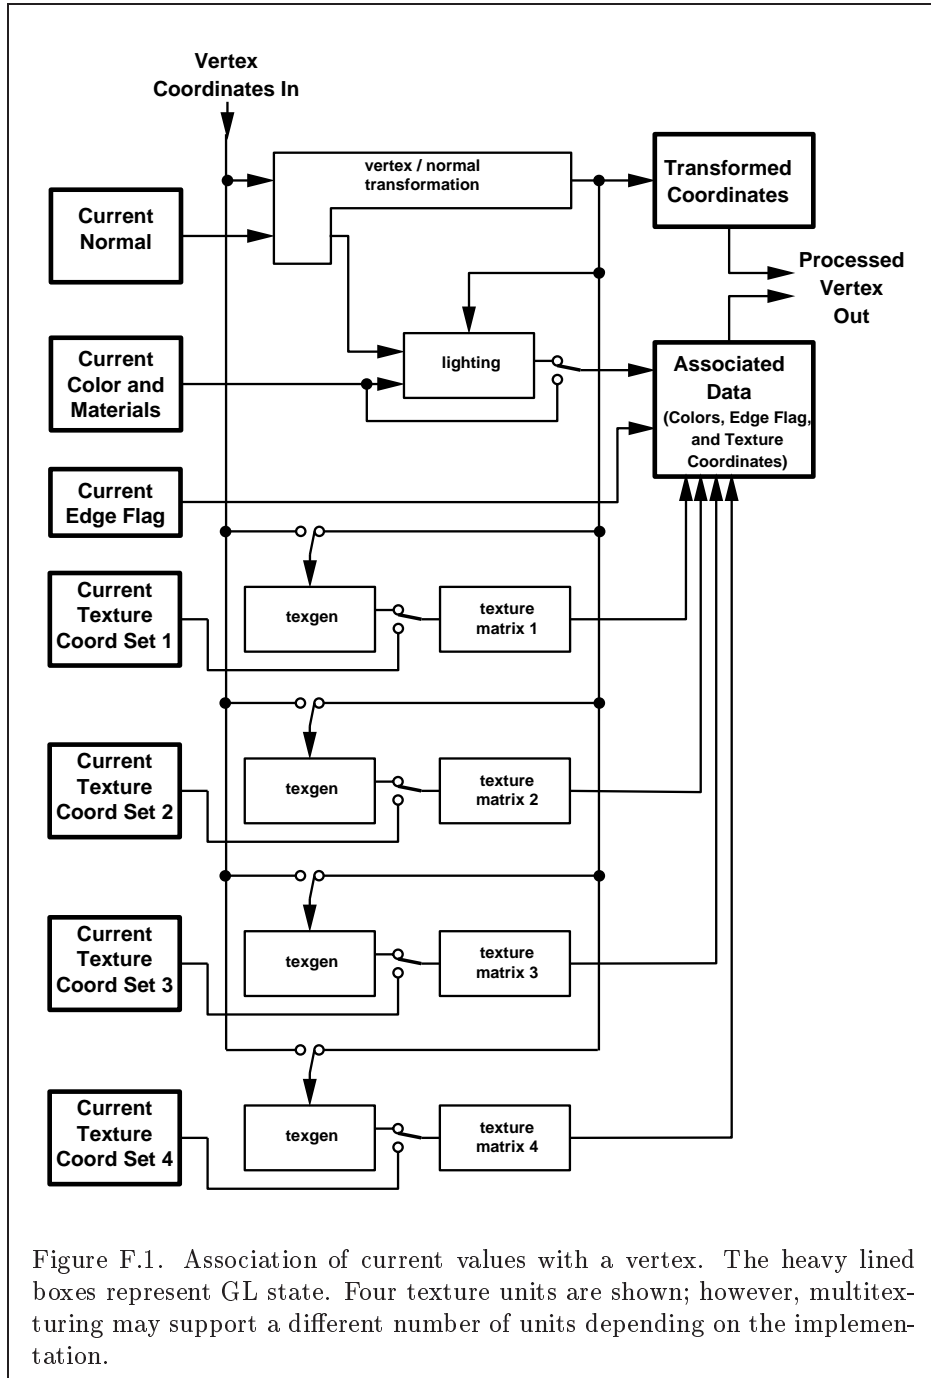 Vertex
Coordinates In
vertex / normal
transformation
Transformed
Coordinates
Current
Normal
Processed
Vertex
Out
Current
Color and
Materials
lighting
Associated
Data
(Colors, Edge Flag,
and Texture
Coordinates)
Current
Edge Flag
Current
Texture
Coord Set 1
texgen
texture
matrix 1
Current
Texture
Coord Set 2
texgen
texture
matrix 2
Current
Texture
Coord Set 3
texgen
texture
matrix 3
Current
Texture
Coord Set 4
texgen
texture
matrix 4
Figure F.1. Association of current values with a vertex. The heavy lined
boxes represent GL state. Four texture units are shown; however, multitex-
turing may support a different number of units depending on the implemen-
tation.